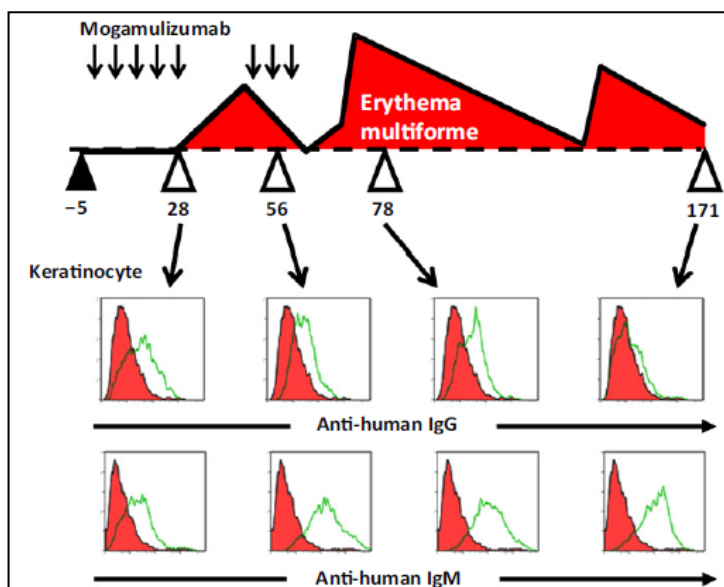 Mogamulizumab
Erythema
multiforme
−5 28 56 78 171
Keratinocyte
Anti-human IgG
Anti-human IgM